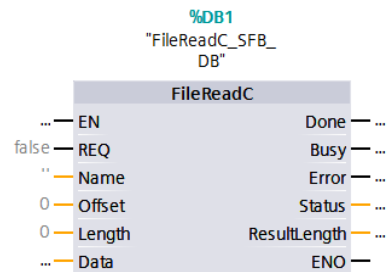 %DB1
"FileReadC_SFB_
DB"
FileReadC
... EN Done ...
false REQ Busy ...
'' Name Error ...
0 Offset Status ...
0 Length ResultLength ...
... Data ENO